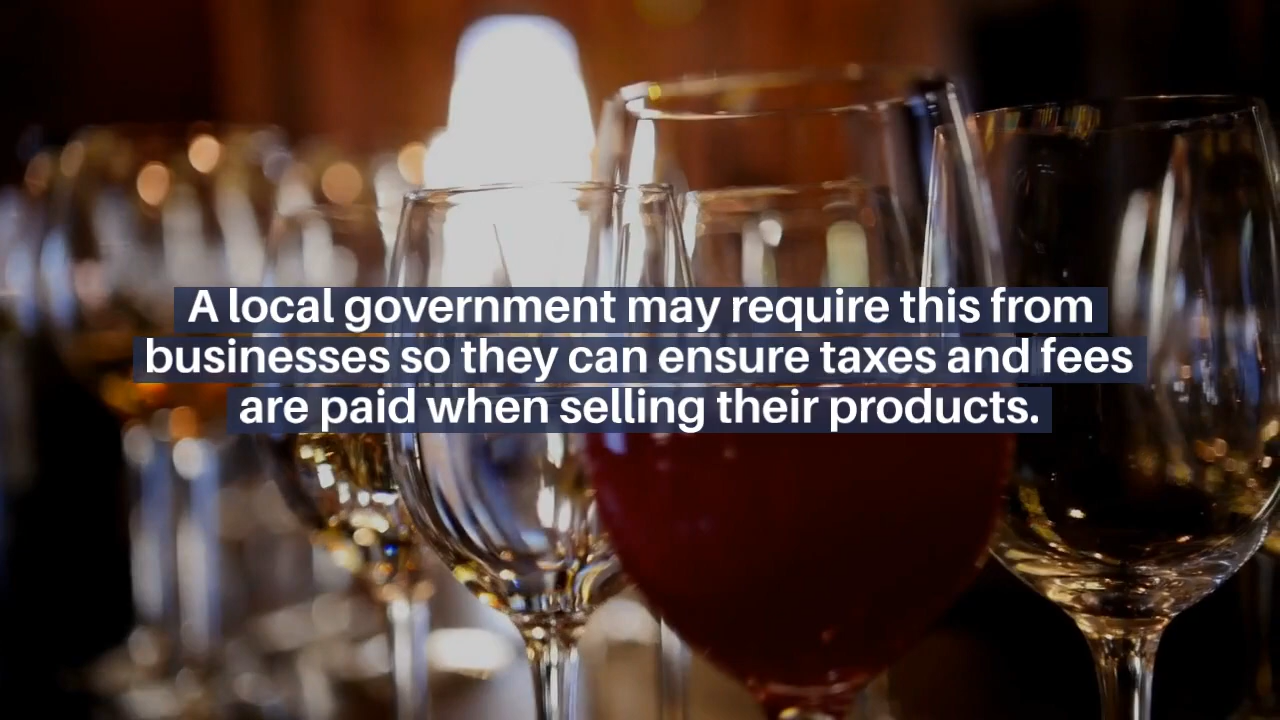 A local government may require this from
businesses so they can ensure taxes and fees
are paid when selling their products.